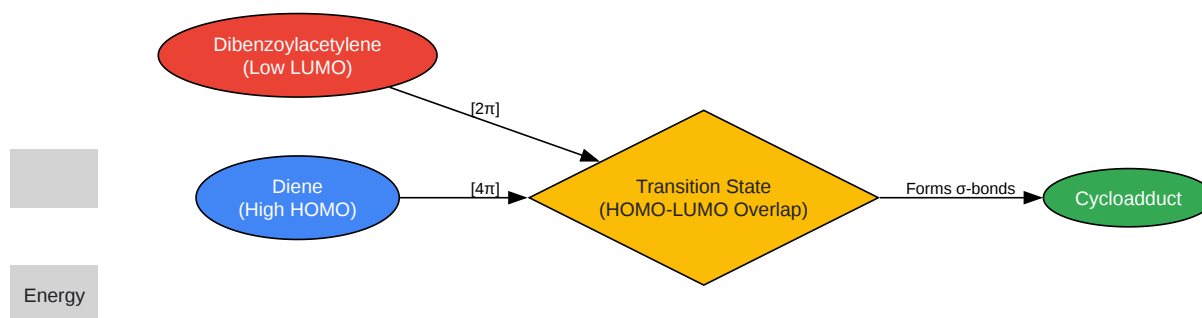 Dibenzoylacetylene
(Low LUMO)
[2π]
Diene
(High HOMO)
[4π]
Transition State
(HOMO-LUMO Overlap)
Forms σ-bonds
Cycloadduct
Energy